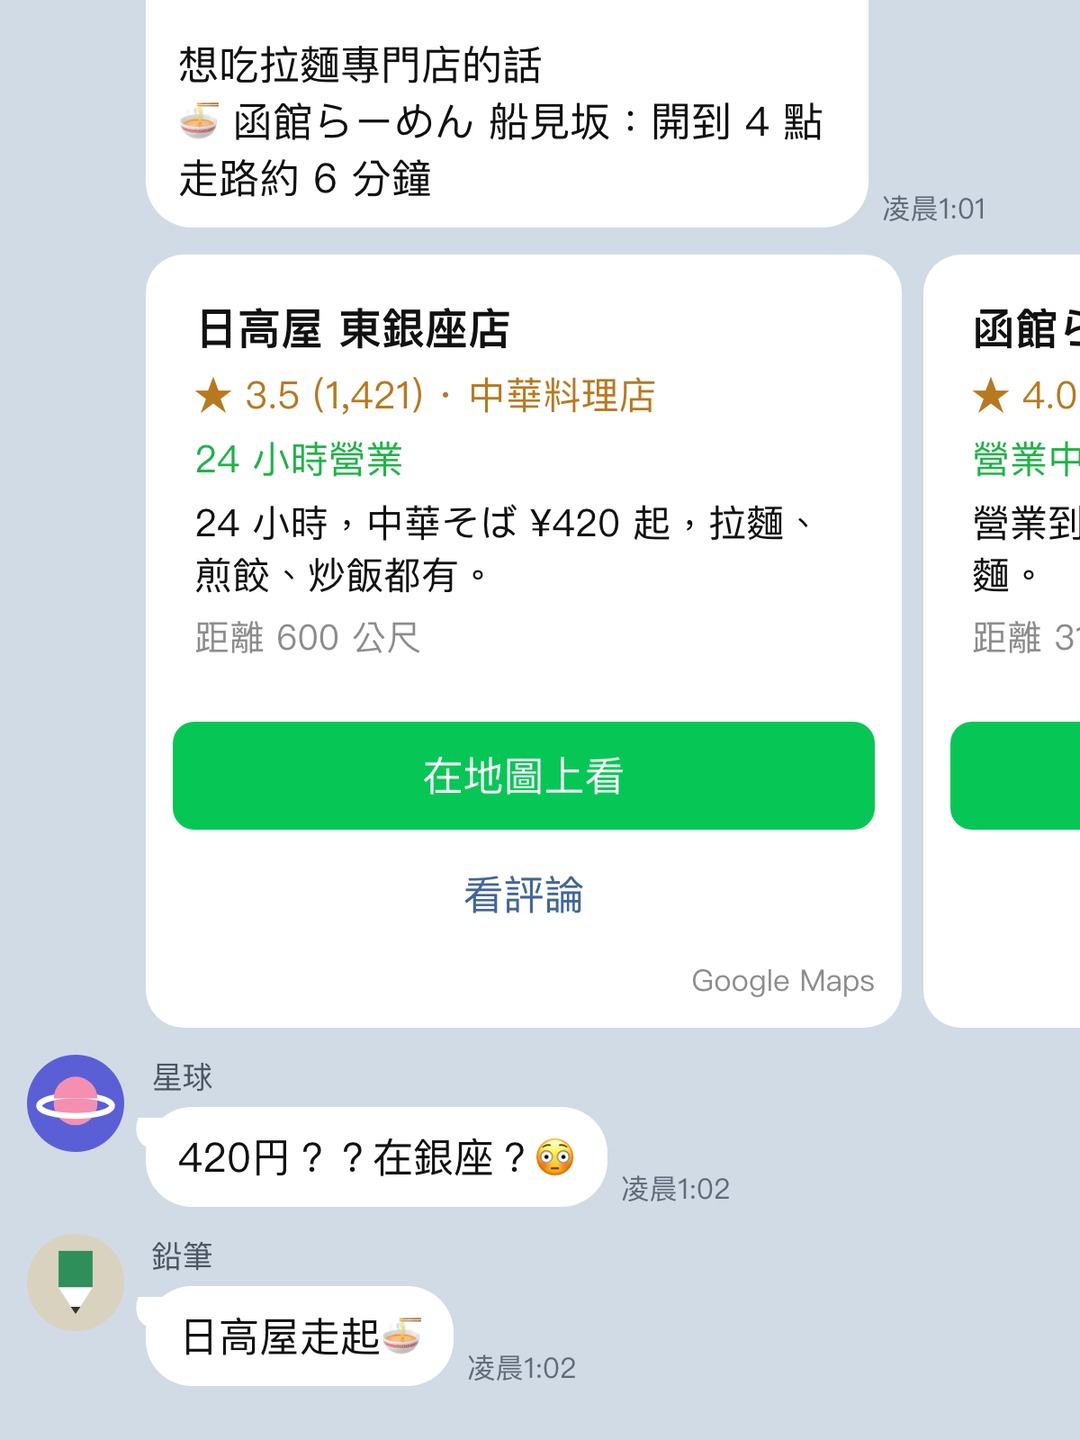 想吃拉麵專門店的話
🍜 函館らーめん 船見坂：開到 4 點
走路約 6 分鐘
凌晨1:01
日高屋 東銀座店
★ 3.5 (1,421) · 中華料理店
24 小時營業
24 小時，中華そば ¥420 起，拉麵、
煎餃、炒飯都有。
距離 600 公尺
在地圖上看
看評論
Google Maps
函館ら
★ 4.0
營業中
營業到
麵。
距離 31
星球
420円？？在銀座？😳
凌晨1:02
鉛筆
日高屋走起🍜
凌晨1:02